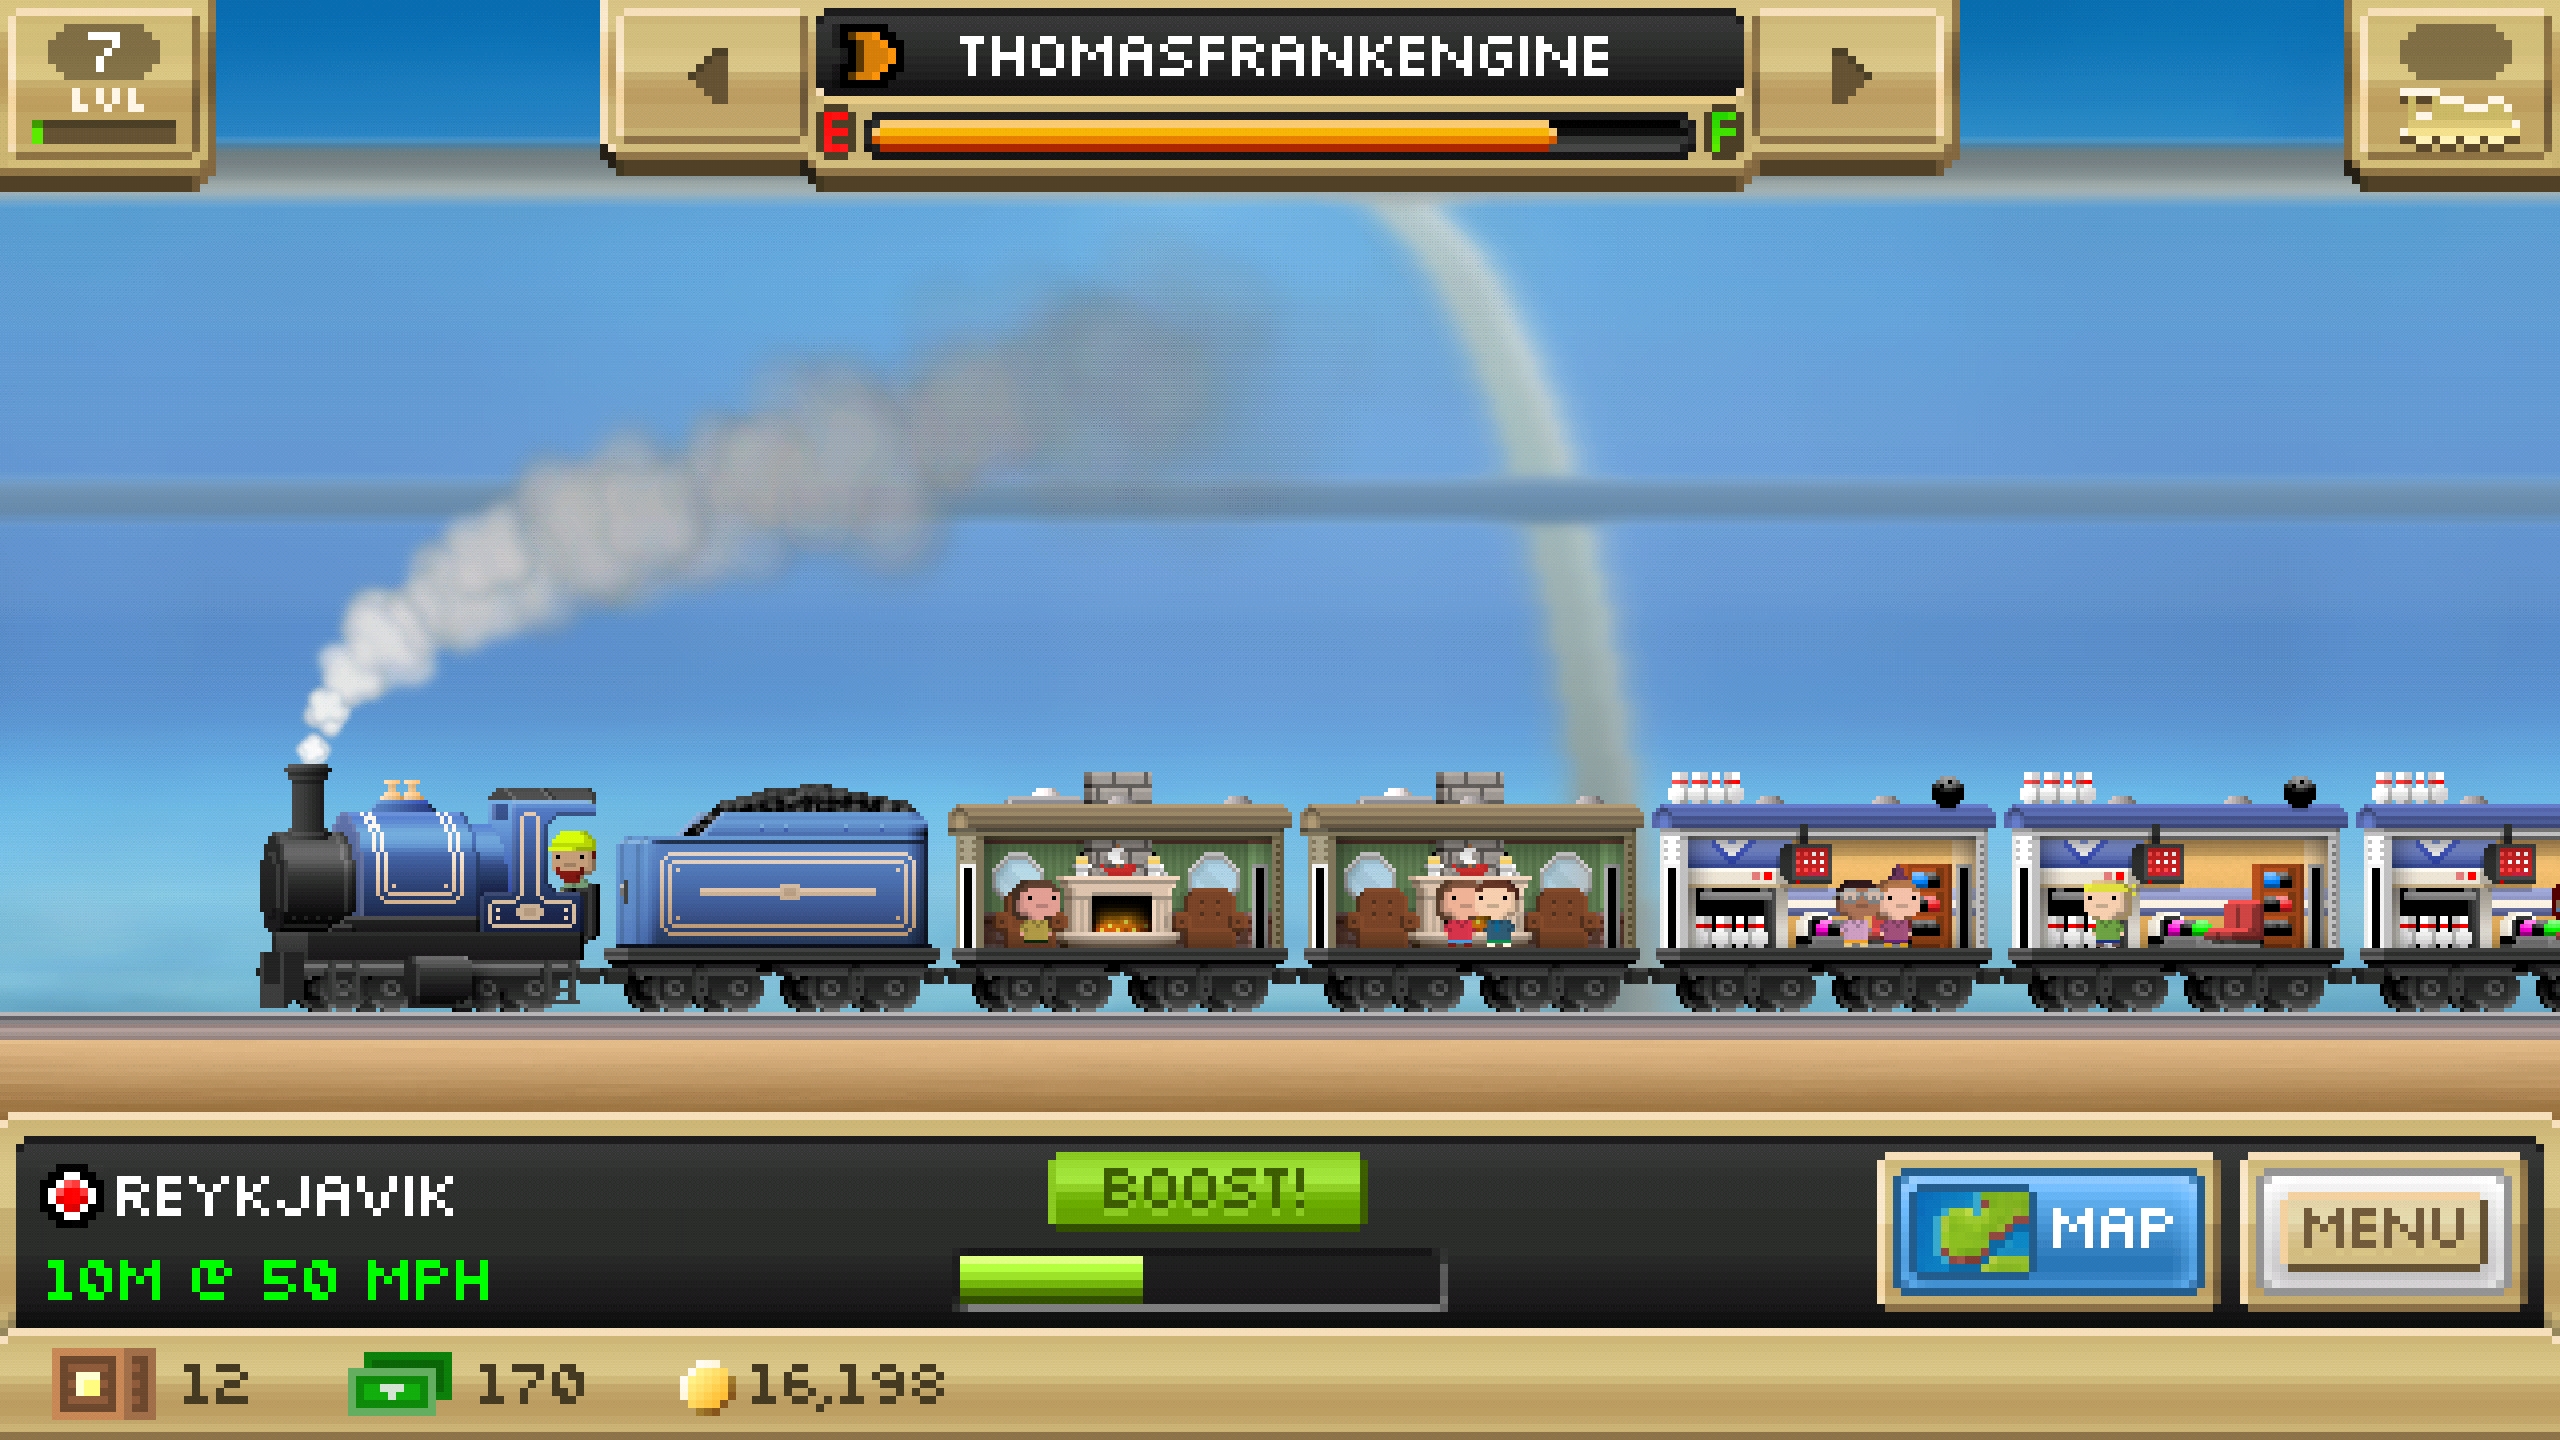 7
LVL
THOMASFRANKENGINE
E F
REYKJAVIK
BOOST!
MAP
MENU
10M @ 50 MPH
12
170
16,198